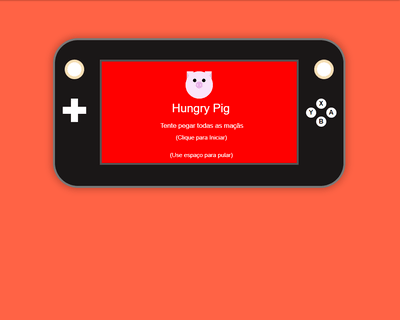 Hungry Pig
Tente pegar todas as maçãs
(Clique para Iniciar)
(Use espaço para pular)
X
Y A
B